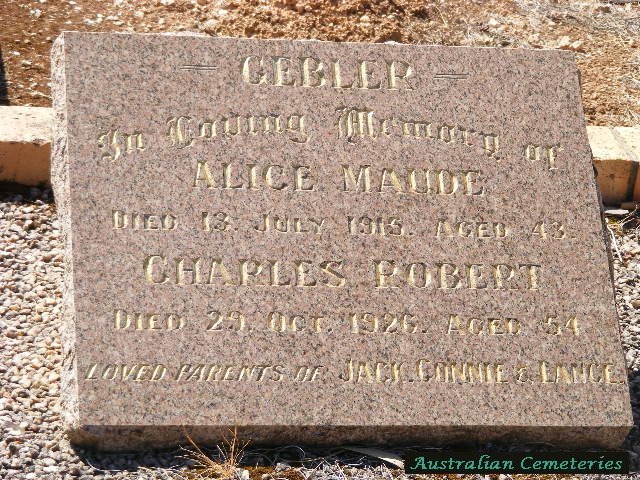 — GEBLER —
In Loving Memory of
ALICE MAUDE
DIED 13. JULY 1915. AGED 43.
CHARLES ROBERT
DIED 29. OCT. 1926. AGED 54
LOVED PARENTS OF JACK, CONNIE & LANCE.
Australian Cemeteries